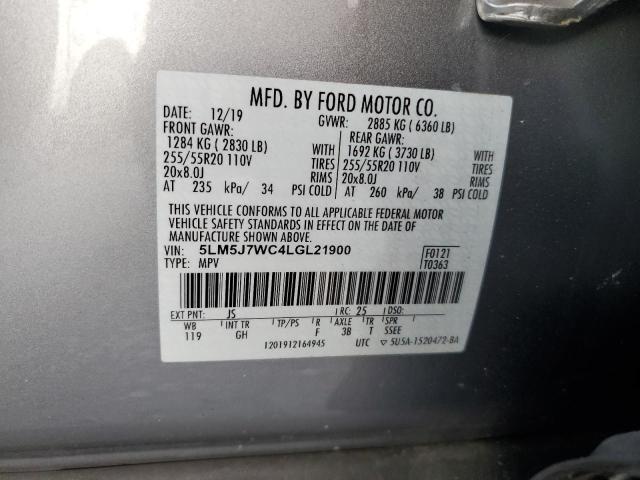 MFD. BY FORD MOTOR CO.
DATE: 12/19 GVWR: 2885 KG ( 6360 LB)
FRONT GAWR: REAR GAWR:
1284 KG ( 2830 LB) WITH 1692 KG ( 3730 LB) WITH
255/55R20 110V TIRES 255/55R20 110V TIRES
20x8.0J RIMS 20x8.0J RIMS
AT 235 kPa/ 34 PSI COLD AT 260 kPa/ 38 PSI COLD
THIS VEHICLE CONFORMS TO ALL APPLICABLE FEDERAL MOTOR
VEHICLE SAFETY STANDARDS IN EFFECT ON THE DATE OF
MANUFACTURE SHOWN ABOVE.
VIN: 5LM5J7WC4LGL21900 F0121
TYPE: MPV T0363
EXT PNT: JS RC: 25 DSO:
WB INT TR TP/PS R AXLE TR SPR
119 GH F 3B T SSEE
1201912164945 UTC ▽ 5U5A-1520472-BA